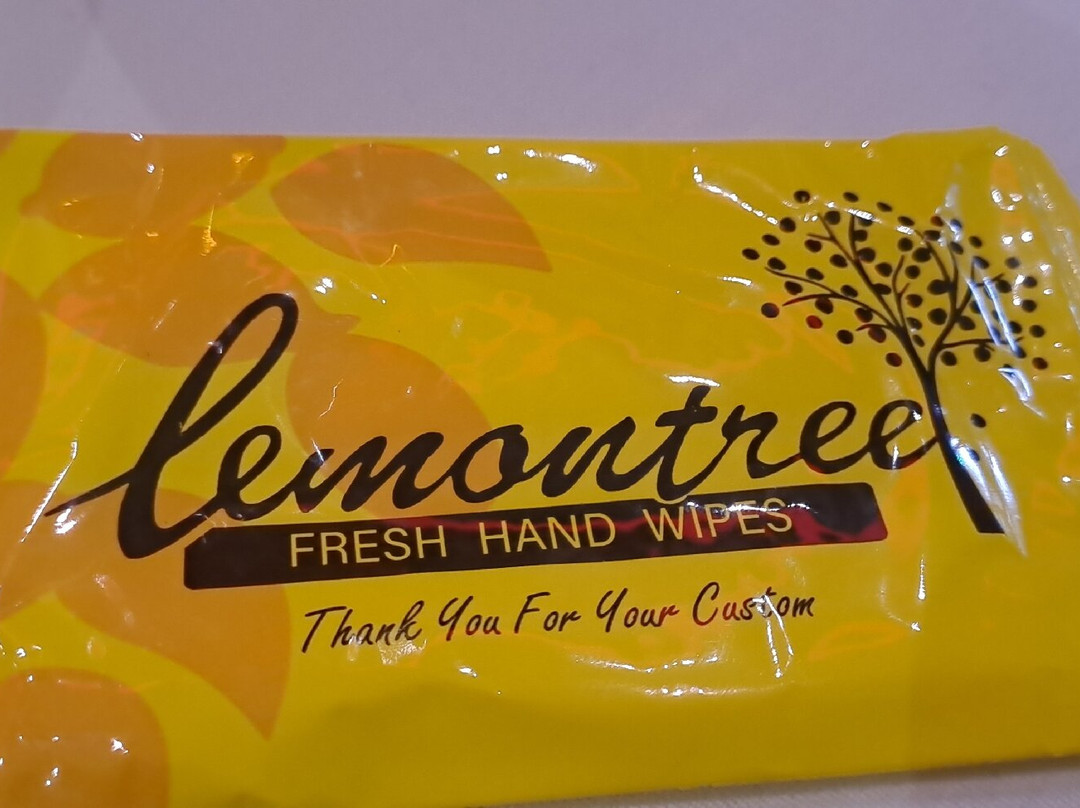 lemontree
FRESH HAND WIPES
Thank You For Your Custom